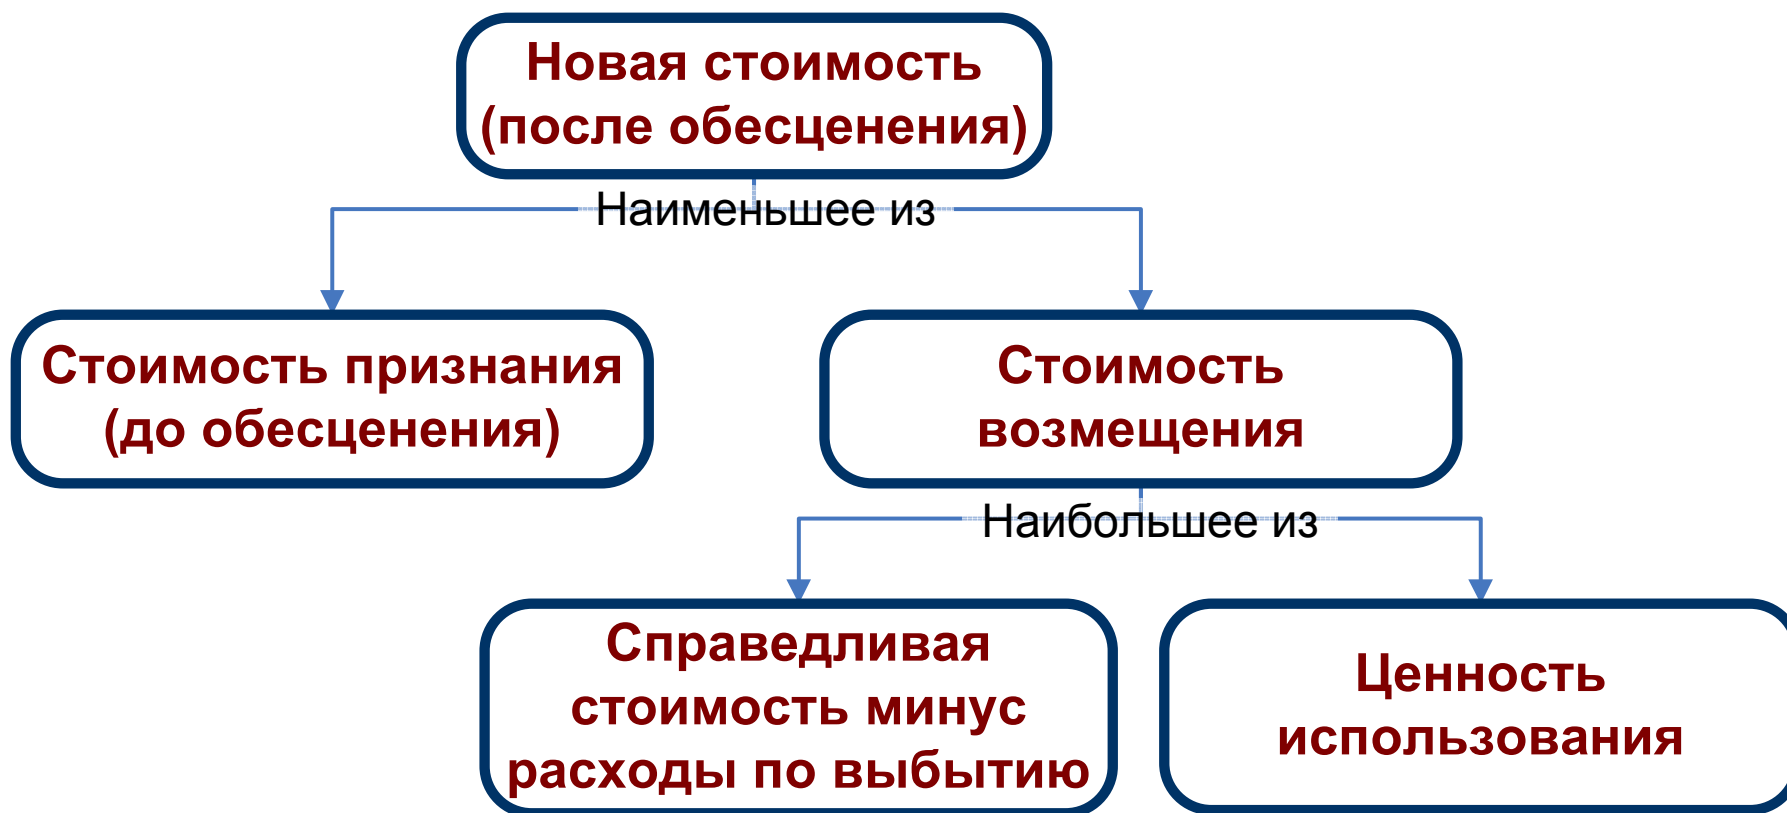 Новая стоимость
(после обесценения)
Наименьшее из
Стоимость признания
(до обесценения)
Стоимость
возмещения
Наибольшее из
Справедливая
стоимость минус
расходы по выбытию
Ценность
использования